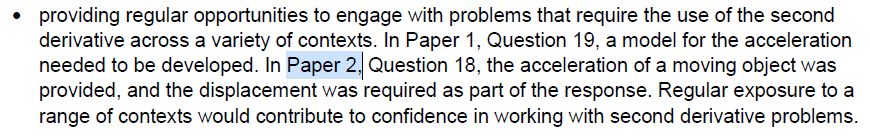 • providing regular opportunities to engage with problems that require the use of the second
derivative across a variety of contexts. In Paper 1, Question 19, a model for the acceleration
needed to be developed. In Paper 2, Question 18, the acceleration of a moving object was
provided, and the displacement was required as part of the response. Regular exposure to a
range of contexts would contribute to confidence in working with second derivative problems.